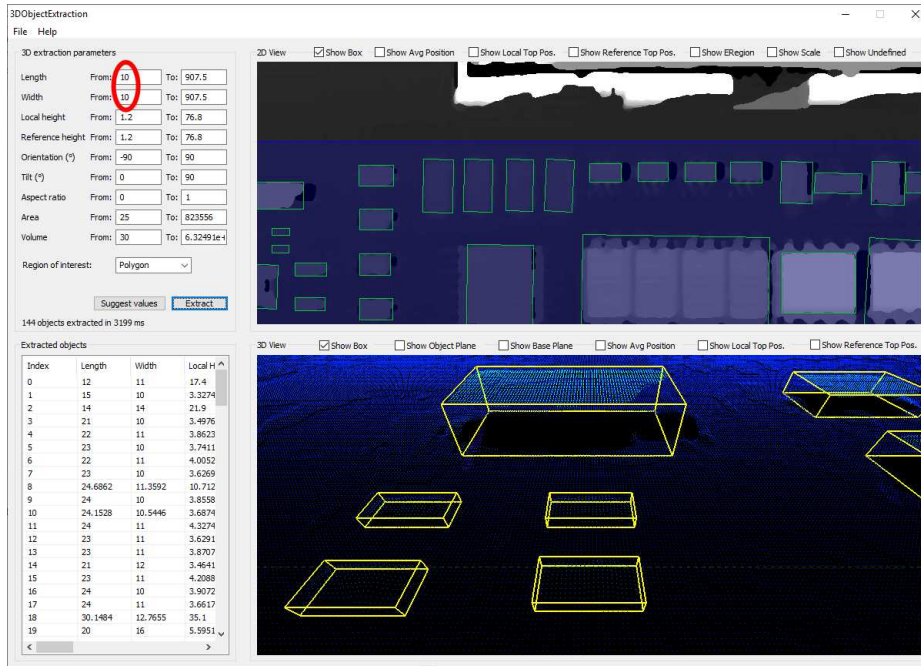 3DObjectExtraction
File Help
3D extraction parameters
Length From: 10 To: 907.5
Width From: 10 To: 907.5
Local height From: 1.2 To: 76.8
Reference height From: 1.2 To: 76.8
Orientation (º) From: -90 To: 90
Tilt (º) From: 0 To: 90
Aspect ratio From: 0 To: 1
Area From: 25 To: 823556
Volume From: 30 To: 6.32491e+
Region of interest: Polygon
Suggest values Extract
144 objects extracted in 3199 ms
2D View Show Box Show Avg Position Show Local Top Pos. Show Reference Top Pos. Show ERegion Show Scale Show Undefined
Extracted objects
Index Length Width Local H
0 12 11 17.4
1 15 10 3.3274
2 14 14 21.9
3 21 10 3.4976
4 22 11 3.8623
5 23 10 3.7411
6 22 11 4.0052
7 23 10 3.6269
8 24.6862 11.3592 10.712
9 24 10 3.8558
10 24.1528 10.5446 3.6874
11 24 11 4.3274
12 23 11 3.6291
13 23 11 3.8707
14 21 12 3.4641
15 23 11 4.2088
16 24 10 3.9072
17 24 11 3.6617
18 30.1484 12.7655 35.1
19 20 16 5.5951
3D View Show Box Show Object Plane Show Base Plane Show Avg Position Show Local Top Pos. Show Reference Top Pos.